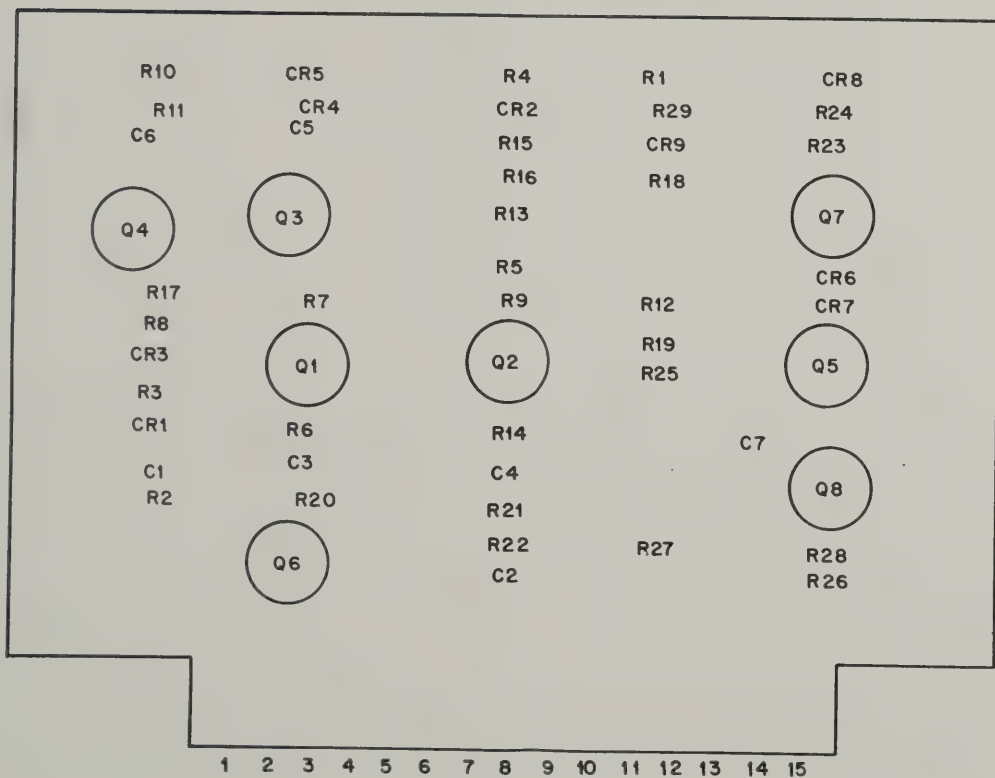 R10 CR5 R4 R1 CR8
R11 CR4 CR2 R29 R24
C6 C5 R15 CR9 R23
R16 R18
Q4 Q3 R13 Q7
R5 CR6
R17 R7 R9 R12 CR7
R8
CR3 Q1 Q2 R19 Q5
R3 R25
CR1 R6 R14 C7
C1 C3 C4 Q8
R2 R20 R21
R22 R27 R28
Q6 C2 R26
1 2 3 4 5 6 7 8 9 10 11 12 13 14 15